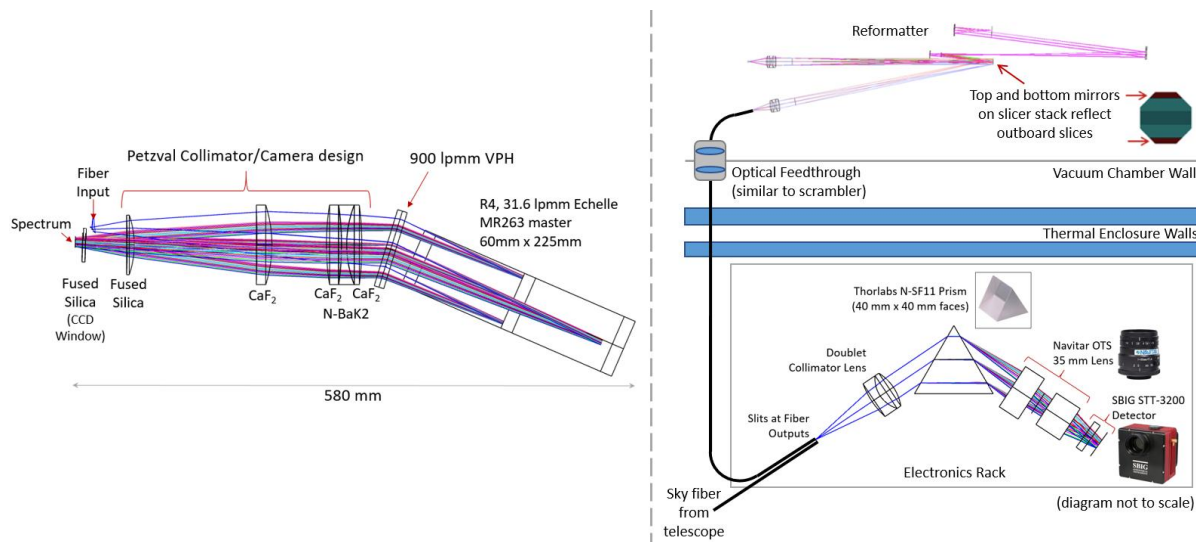 Petzval Collimator/Camera design
900 lpmm VPH
Fiber
Input
Spectrum
R4, 31.6 lpmm Echelle
MR263 master
60mm x 225mm
Fused
Silica
(CCD
Window)
Fused
Silica
CaF₂
CaF₂
CaF₂
N-BaK2
580 mm
Reformatter
Top and bottom mirrors
on slicer stack reflect
outboard slices
Optical Feedthrough
(similar to scrambler)
Vacuum Chamber Wall
Thermal Enclosure Walls
Thorlabs N-SF11 Prism
(40 mm x 40 mm faces)
Doublet
Collimator
Lens
Navitar OTS
35 mm Lens
SBIG STT-3200
Detector
SBIG
Slits at Fiber
Outputs
Electronics Rack
Sky fiber
from
telescope
(diagram not to scale)